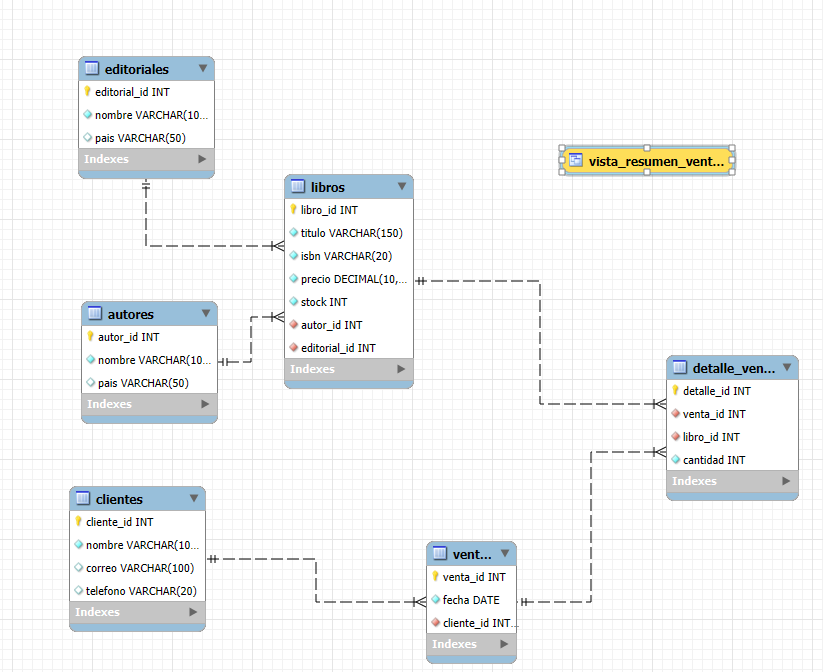 editoriales
editorial_id INT
nombre VARCHAR(10...
pais VARCHAR(50)
Indexes
vista_resumen_vent...
libros
libro_id INT
titulo VARCHAR(150)
isbn VARCHAR(20)
precio DECIMAL(10,...
stock INT
autor_id INT
editorial_id INT
Indexes
autores
autor_id INT
nombre VARCHAR(10...
pais VARCHAR(50)
Indexes
detalle_ven...
detalle_id INT
venta_id INT
libro_id INT
cantidad INT
Indexes
clientes
cliente_id INT
nombre VARCHAR(10...
correo VARCHAR(100)
telefono VARCHAR(20)
Indexes
vent...
venta_id INT
fecha DATE
cliente_id INT...
Indexes